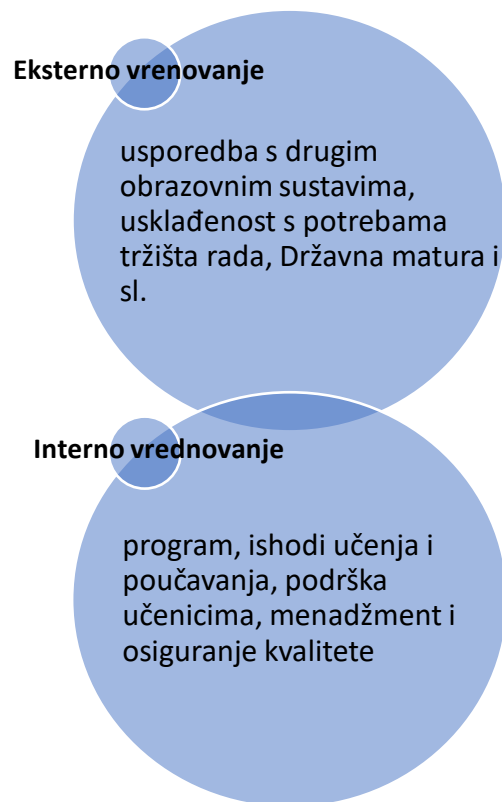 Eksterno vrenovanje
usporedba s drugim
obrazovnim sustavima,
usklađenost s potrebama
tržišta rada, Državna matura i
sl.
Interno vrednovanje
program, ishodi učenja i
poučavanja, podrška
učenicima, menadžment i
osiguranje kvalitete